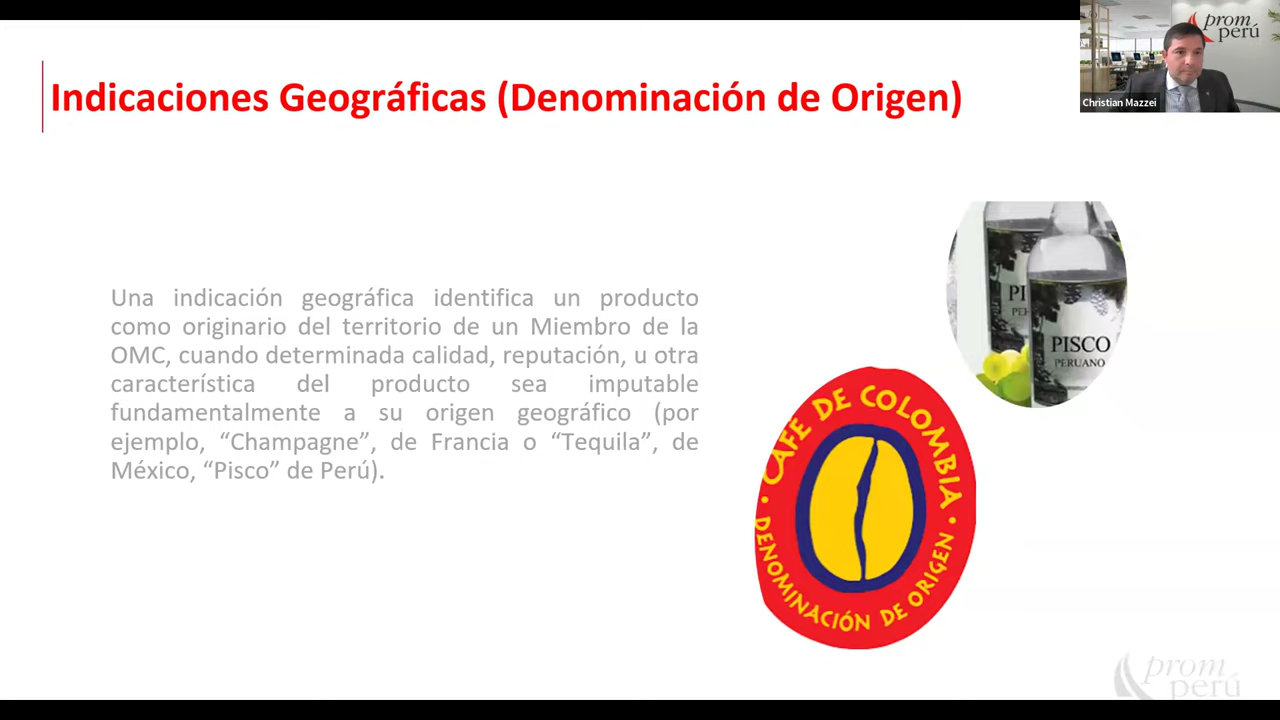 prom
perú
Christian Mazzei
Indicaciones Geográficas (Denominación de Origen)
Una indicación geográfica identifica un producto
como originario del territorio de un Miembro de la
OMC, cuando determinada calidad, reputación, u otra
característica del producto sea imputable
fundamentalmente a su origen geográfico (por
ejemplo, “Champagne”, de Francia o “Tequila”, de
México, “Pisco” de Perú).
PI
PE
PISCO
PERUANO
CAFE DE COLOMBIA
DENOMINACIÓN DE ORIGEN
prom
perú